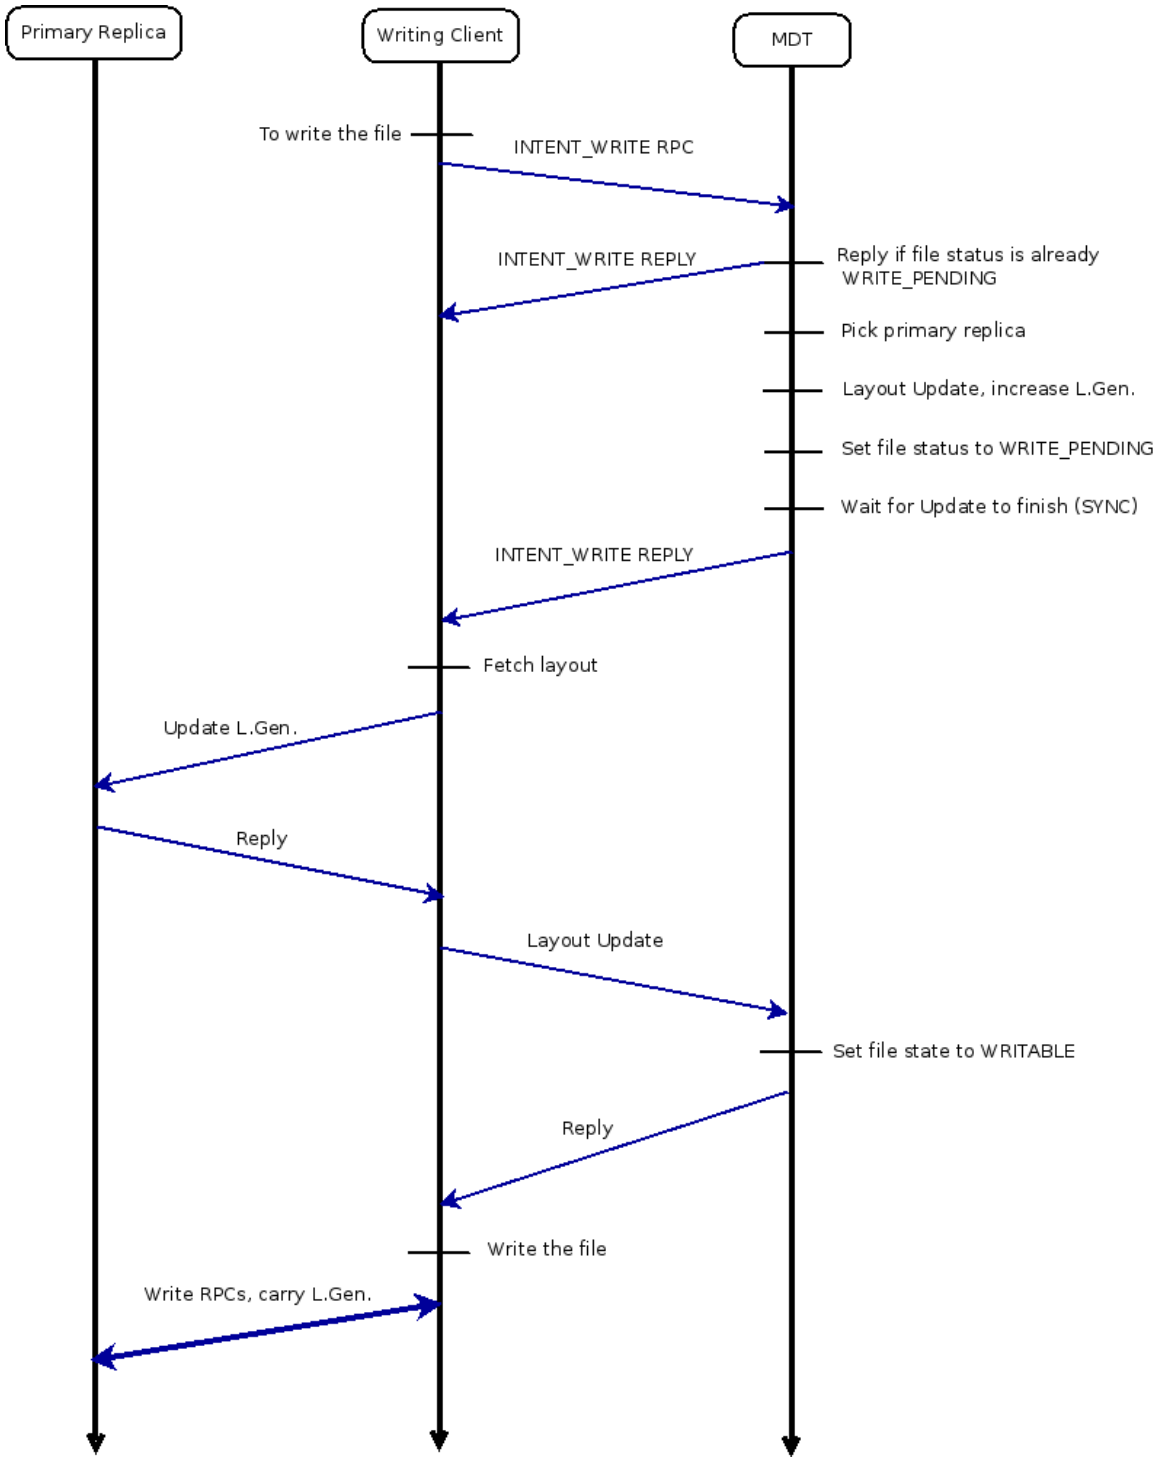 Primary Replica
Writing Client
MDT
To write the file
INTENT_WRITE RPC
INTENT_WRITE REPLY
Reply if file status is already
WRITE_PENDING
Pick primary replica
Layout Update, increase L.Gen.
Set file status to WRITE_PENDING
Wait for Update to finish (SYNC)
INTENT_WRITE REPLY
Fetch layout
Update L.Gen.
Reply
Layout Update
Set file state to WRITABLE
Reply
Write the file
Write RPCs, carry L.Gen.